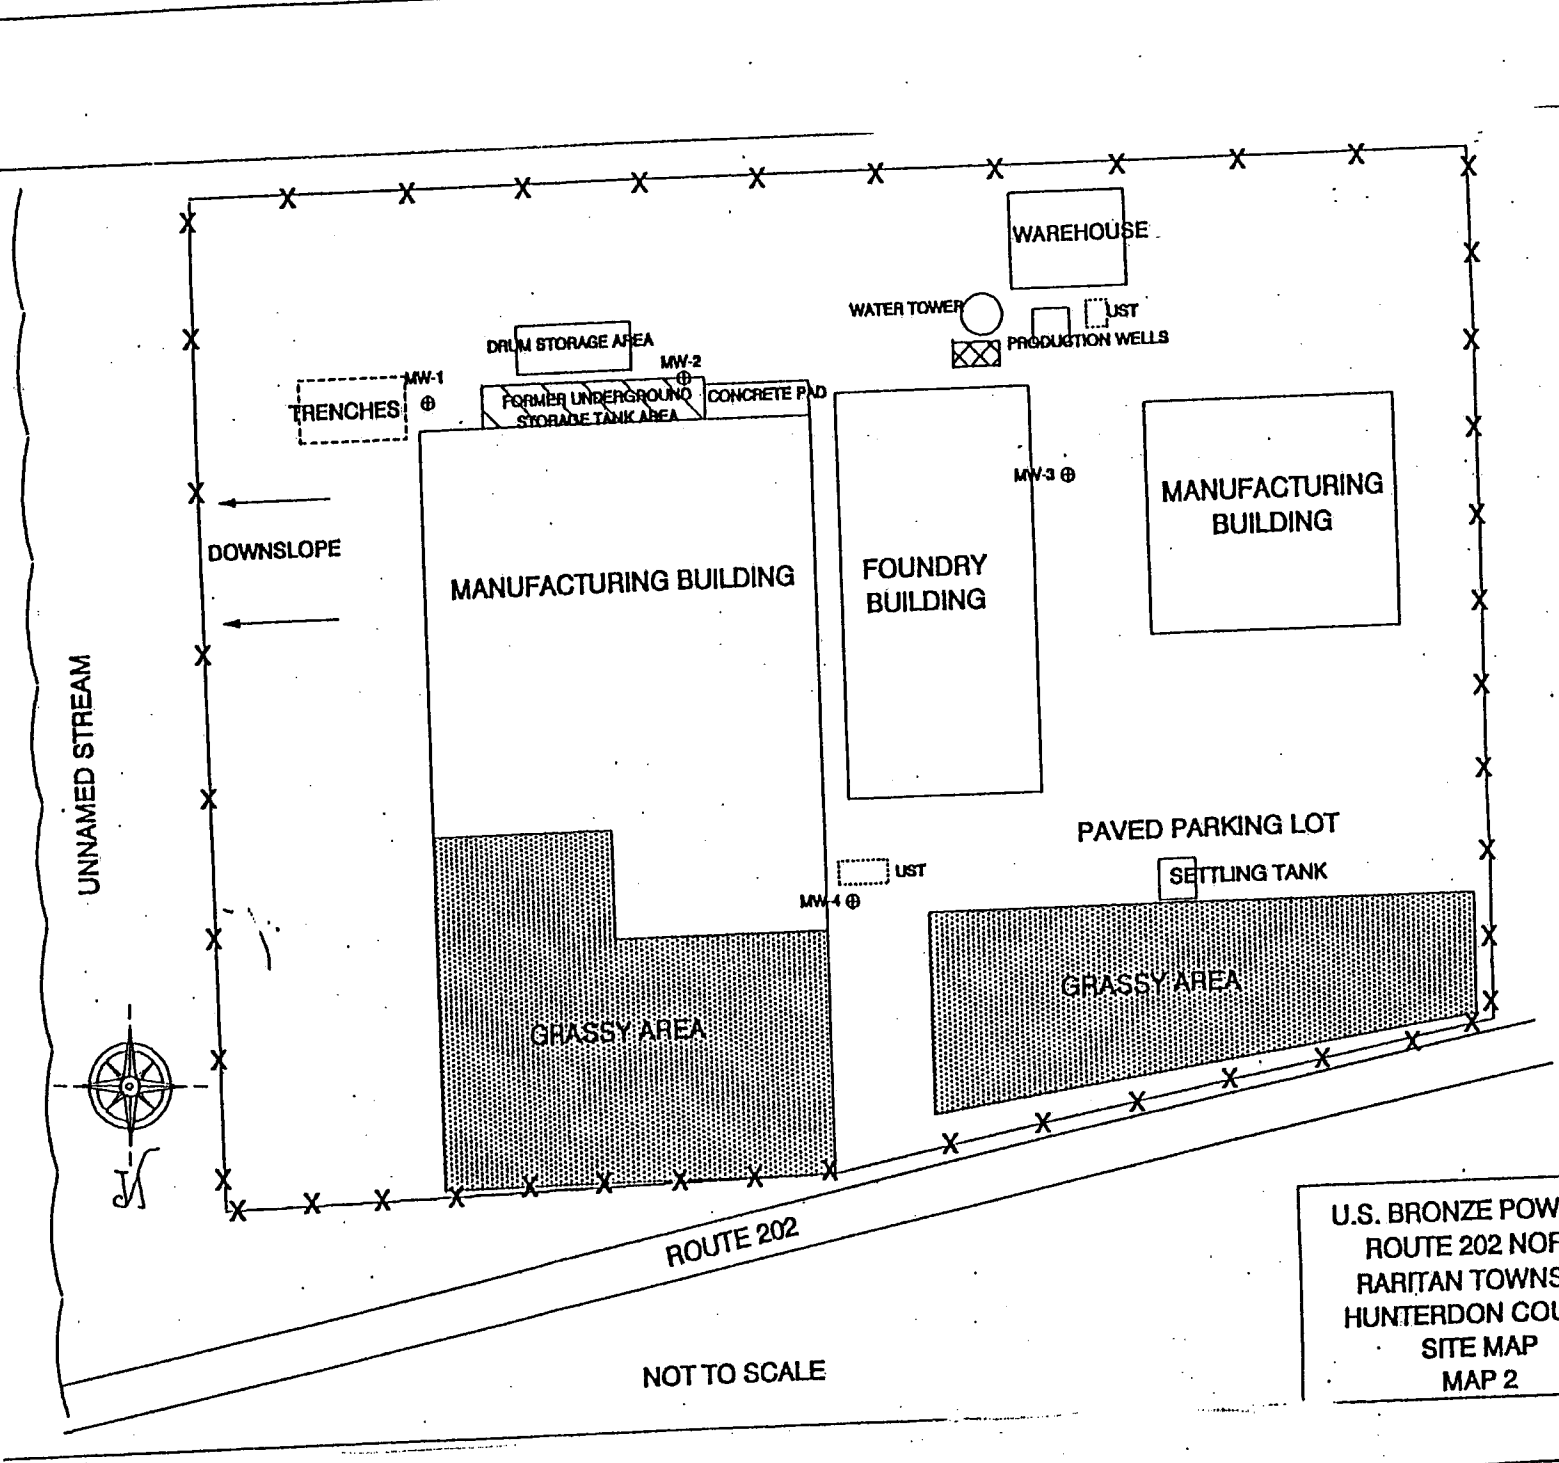 WAREHOUSE
WATER TOWER
UST
PRODUCTION WELLS
DRUM STORAGE AREA
MW-2
MW-1
TRENCHES
FORMER UNDERGROUND
STORAGE TANK AREA
CONCRETE PAD
MW-3
MANUFACTURING
BUILDING
DOWNSLOPE
MANUFACTURING BUILDING
FOUNDRY
BUILDING
UNNAMED STREAM
PAVED PARKING LOT
UST
SETTLING TANK
MW-4
GRASSY AREA
GRASSY AREA
N
ROUTE 202
NOT TO SCALE
U.S. BRONZE POW
ROUTE 202 NOR
RARITAN TOWNS
HUNTERDON COU
SITE MAP
MAP 2